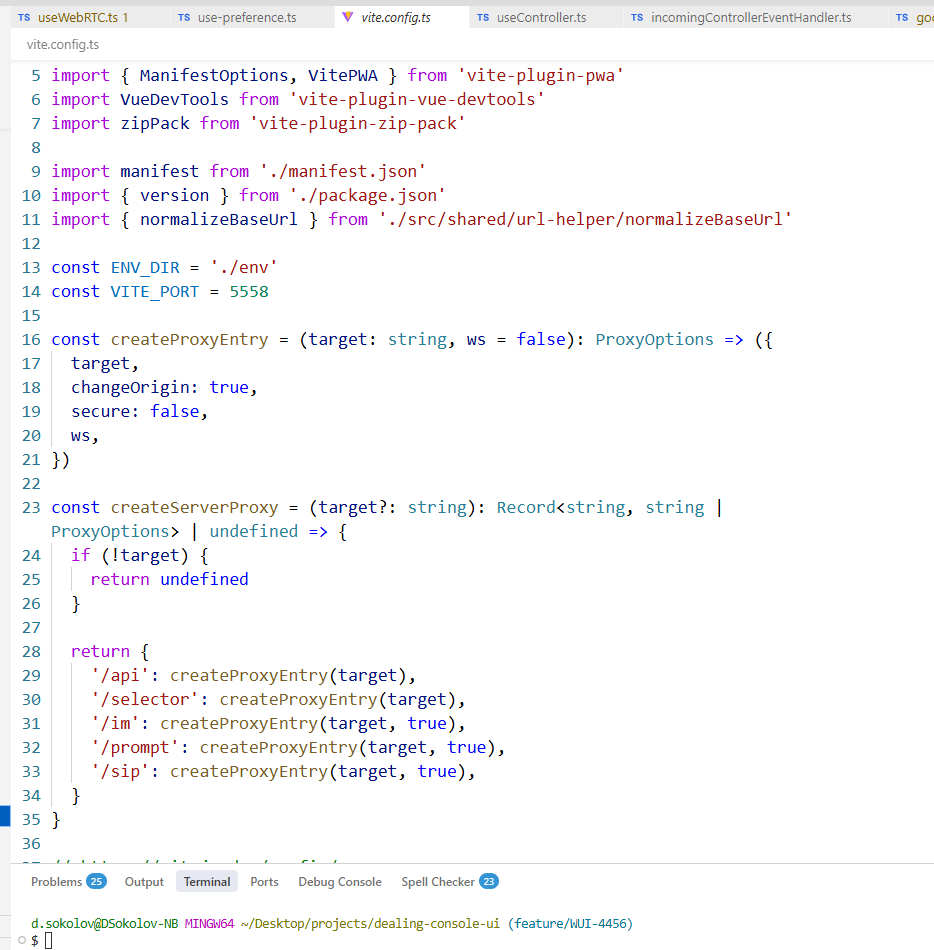 TS useWebRTC.ts 1 TS use-preference.ts vite.config.ts TS useController.ts TS incomingControllerEventHandler.ts TS
vite.config.ts
5 import { ManifestOptions, VitePWA } from 'vite-plugin-pwa'
6 import VueDevTools from 'vite-plugin-vue-devtools'
7 import zipPack from 'vite-plugin-zip-pack'
8
9 import manifest from './manifest.json'
10 import { version } from './package.json'
11 import { normalizeBaseUrl } from './src/shared/url-helper/normalizeBaseUrl'
12
13 const ENV_DIR = './env'
14 const VITE_PORT = 5558
15
16 const createProxyEntry = (target: string, ws = false): ProxyOptions => ({
17 target,
18 changeOrigin: true,
19 secure: false,
20 ws,
21 })
22
23 const createServerProxy = (target?: string): Record<string, string |
ProxyOptions> | undefined => {
24 if (!target) {
25 return undefined
26 }
27
28 return {
29 '/api': createProxyEntry(target),
30 '/selector': createProxyEntry(target),
31 '/im': createProxyEntry(target, true),
32 '/prompt': createProxyEntry(target, true),
33 '/sip': createProxyEntry(target, true),
34 }
35 }
36
Problems 25 Output Terminal Ports Debug Console Spell Checker 23
d.sokolov@DSokolov-NB MINGW64 ~/Desktop/projects/dealing-console-ui (feature/WUI-4456)
$